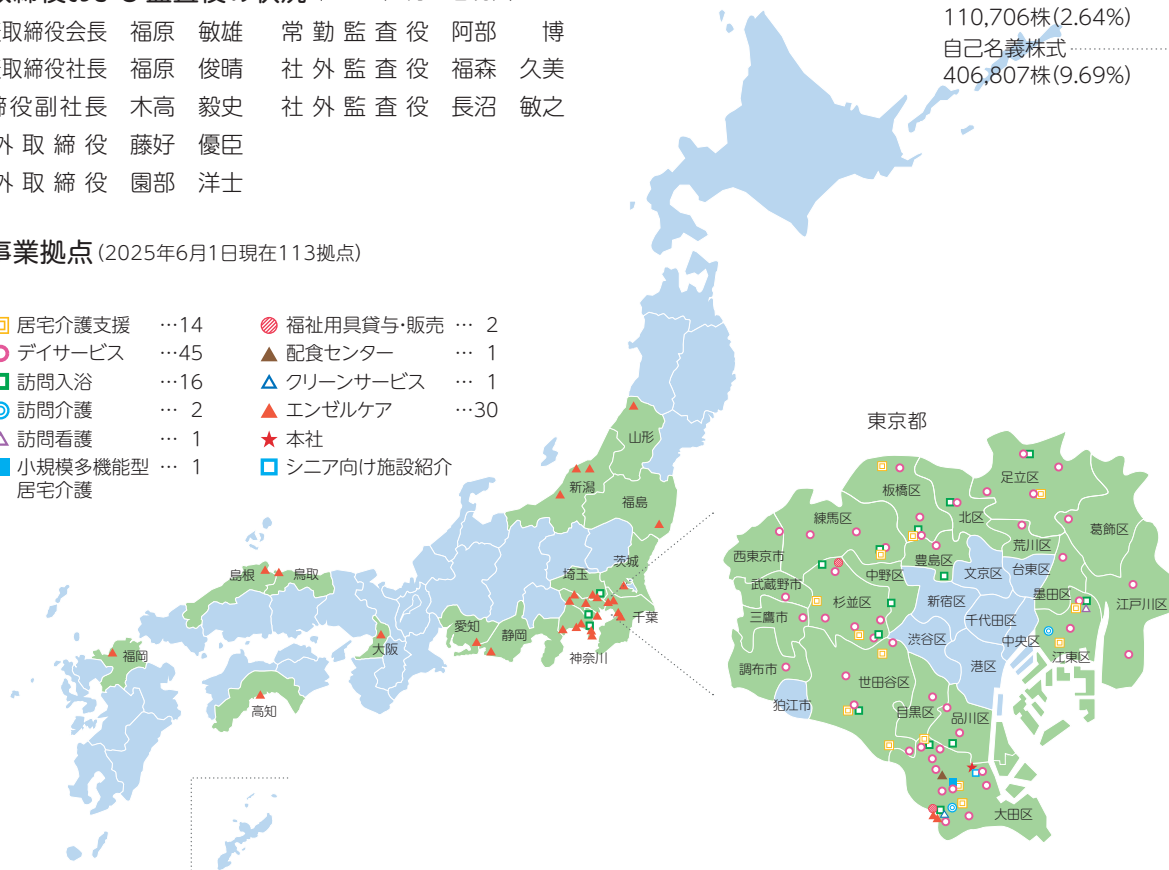 取締役会長 福原 敏雄 常勤監査役 阿部 博
取締役社長 福原 俊晴 社外監査役 福森 久美
締役副社長 木高 毅史 社外監査役 長沼 敏之
外取締役 藤好 優臣
外取締役 園部 洋士
110,706株(2.64%)
自己名義株式
406,807株(9.69%)
事業拠点(2025年6月1日現在113拠点)
居宅介護支援 …14
デイサービス …45
訪問入浴 …16
訪問介護 … 2
訪問看護 … 1
小規模多機能型 … 1
居宅介護
福祉用具貸与・販売 … 2
配食センター … 1
クリーンサービス … 1
エンゼルケア …30
本社
シニア向け施設紹介
山形
新潟
福島
茨城
埼玉
千葉
神奈川
静岡
愛知
大阪
鳥取
島根
高知
福岡
東京都
足立区
板橋区
北区
練馬区
葛飾区
荒川区
西東京市
豊島区
台東区
文京区
中野区
武蔵野市
墨田区
江戸川区
杉並区
新宿区
三鷹市
千代田区
渋谷区
中央区
江東区
調布市
港区
世田谷区
狛江市
目黒区
品川区
大田区